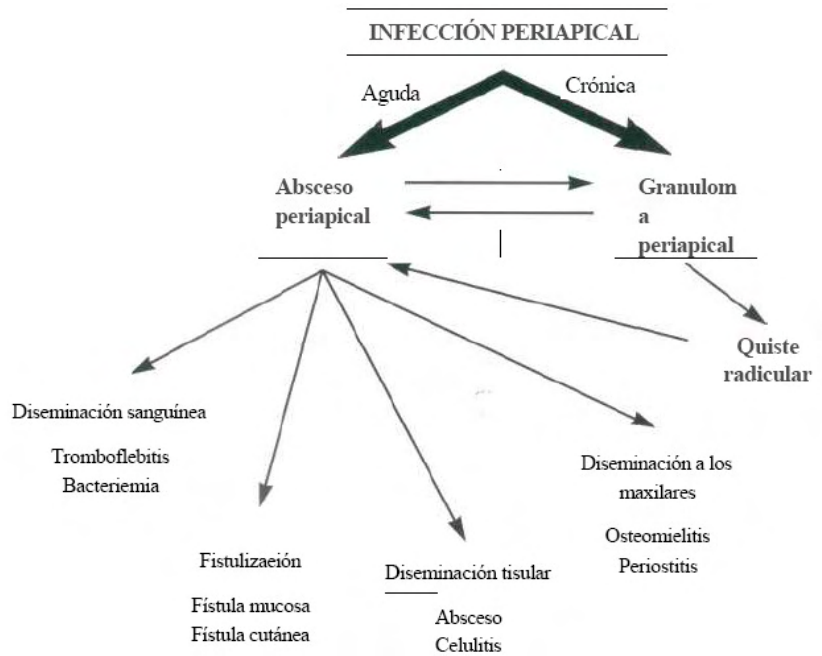 INFECCIÓN PERIAPICAL
Aguda
Crónica
Absceso
periapical
Granulom
a
periapical
Quiste
radicular
Diseminación sanguínea
Tromboflebitis
Bacteriemia
Diseminación a los
maxilares
Osteomielitis
Periostitis
Fistulizaeión
Fístula mucosa
Fístula cutánea
Diseminación tisular
Absceso
Celulitis